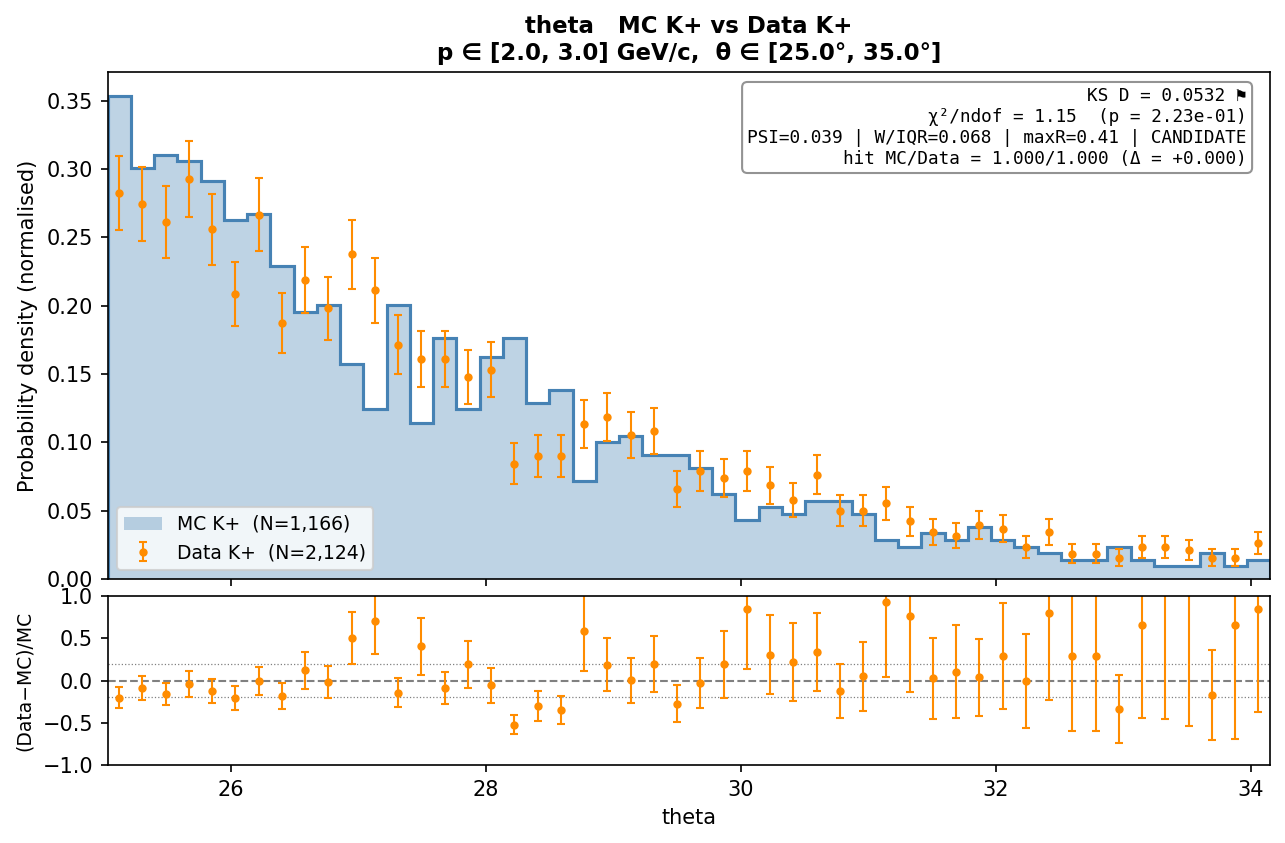 theta   MC K+ vs Data K+
p ∈ [2.0, 3.0] GeV/c,  θ ∈ [25.0°, 35.0°]
KS D = 0.0532 ⚑
χ²/ndof = 1.15  (p = 2.23e-01)
PSI=0.039 | W/IQR=0.068 | maxR=0.41 | CANDIDATE
hit MC/Data = 1.000/1.000 (Δ = +0.000)
Probability density (normalised)
0.35
0.30
0.25
0.20
0.15
0.10
0.05
0.00
MC K+  (N=1,166)
Data K+  (N=2,124)
(Data−MC)/MC
1.0
0.5
0.0
−0.5
−1.0
26
28
30
32
34
theta